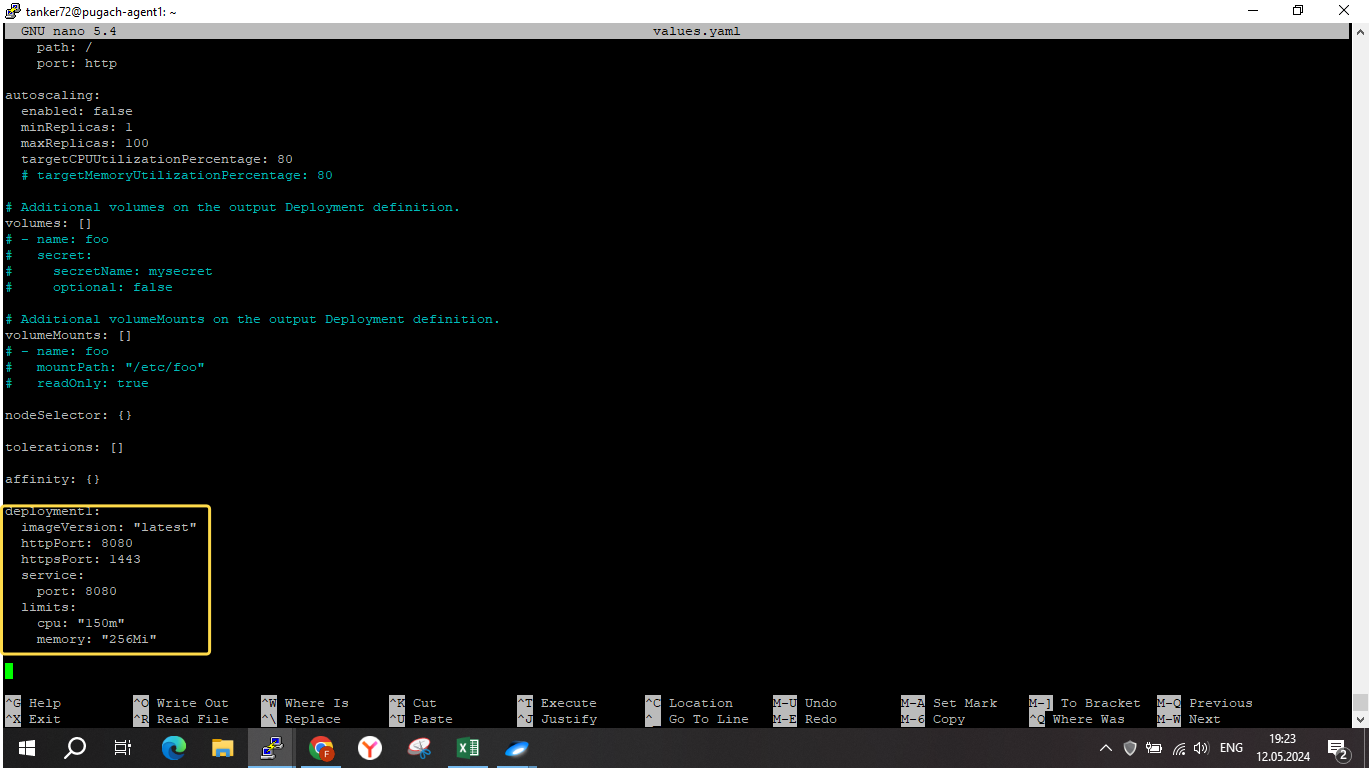 tanker72@pugach-agent1: ~
GNU nano 5.4 values.yaml
path: /
port: http
autoscaling:
enabled: false
minReplicas: 1
maxReplicas: 100
targetCPUUtilizationPercentage: 80
# targetMemoryUtilizationPercentage: 80
# Additional volumes on the output Deployment definition.
volumes: []
# - name: foo
#   secret:
#     secretName: mysecret
#     optional: false
# Additional volumeMounts on the output Deployment definition.
volumeMounts: []
# - name: foo
#   mountPath: "/etc/foo"
#   readOnly: true
nodeSelector: {}
tolerations: []
affinity: {}
deployment1:
imageVersion: "latest"
httpPort: 8080
httpsPort: 1443
service:
port: 8080
limits:
cpu: "150m"
memory: "256Mi"
^G Help ^O Write Out ^W Where Is ^K Cut ^T Execute ^C Location M-U Undo M-A Set Mark M-] To Bracket M-Q Previous
^X Exit ^R Read File ^\ Replace ^U Paste ^J Justify ^_ Go To Line M-E Redo M-6 Copy ^Q Where Was M-W Next
ENG
19:23
12.05.2024
2